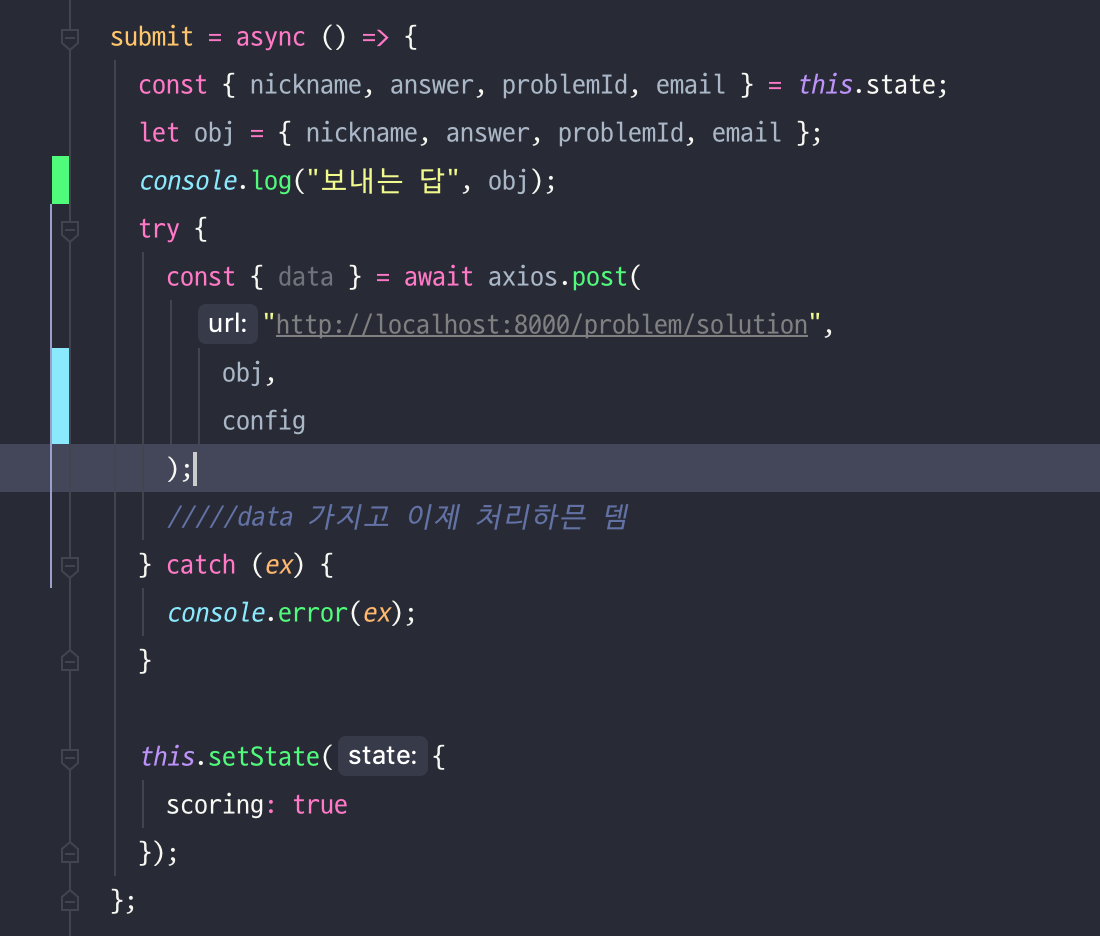 submit = async () => {
const { nickname, answer, problemId, email } = this.state;
let obj = { nickname, answer, problemId, email };
console.log("보내는 답", obj);
try {
const { data } = await axios.post(
url: "http://localhost:8000/problem/solution",
obj,
config
);
/////data 가지고 이제 처리하믄 뎀
} catch (ex) {
console.error(ex);
}
this.setState( state: {
scoring: true
});
};